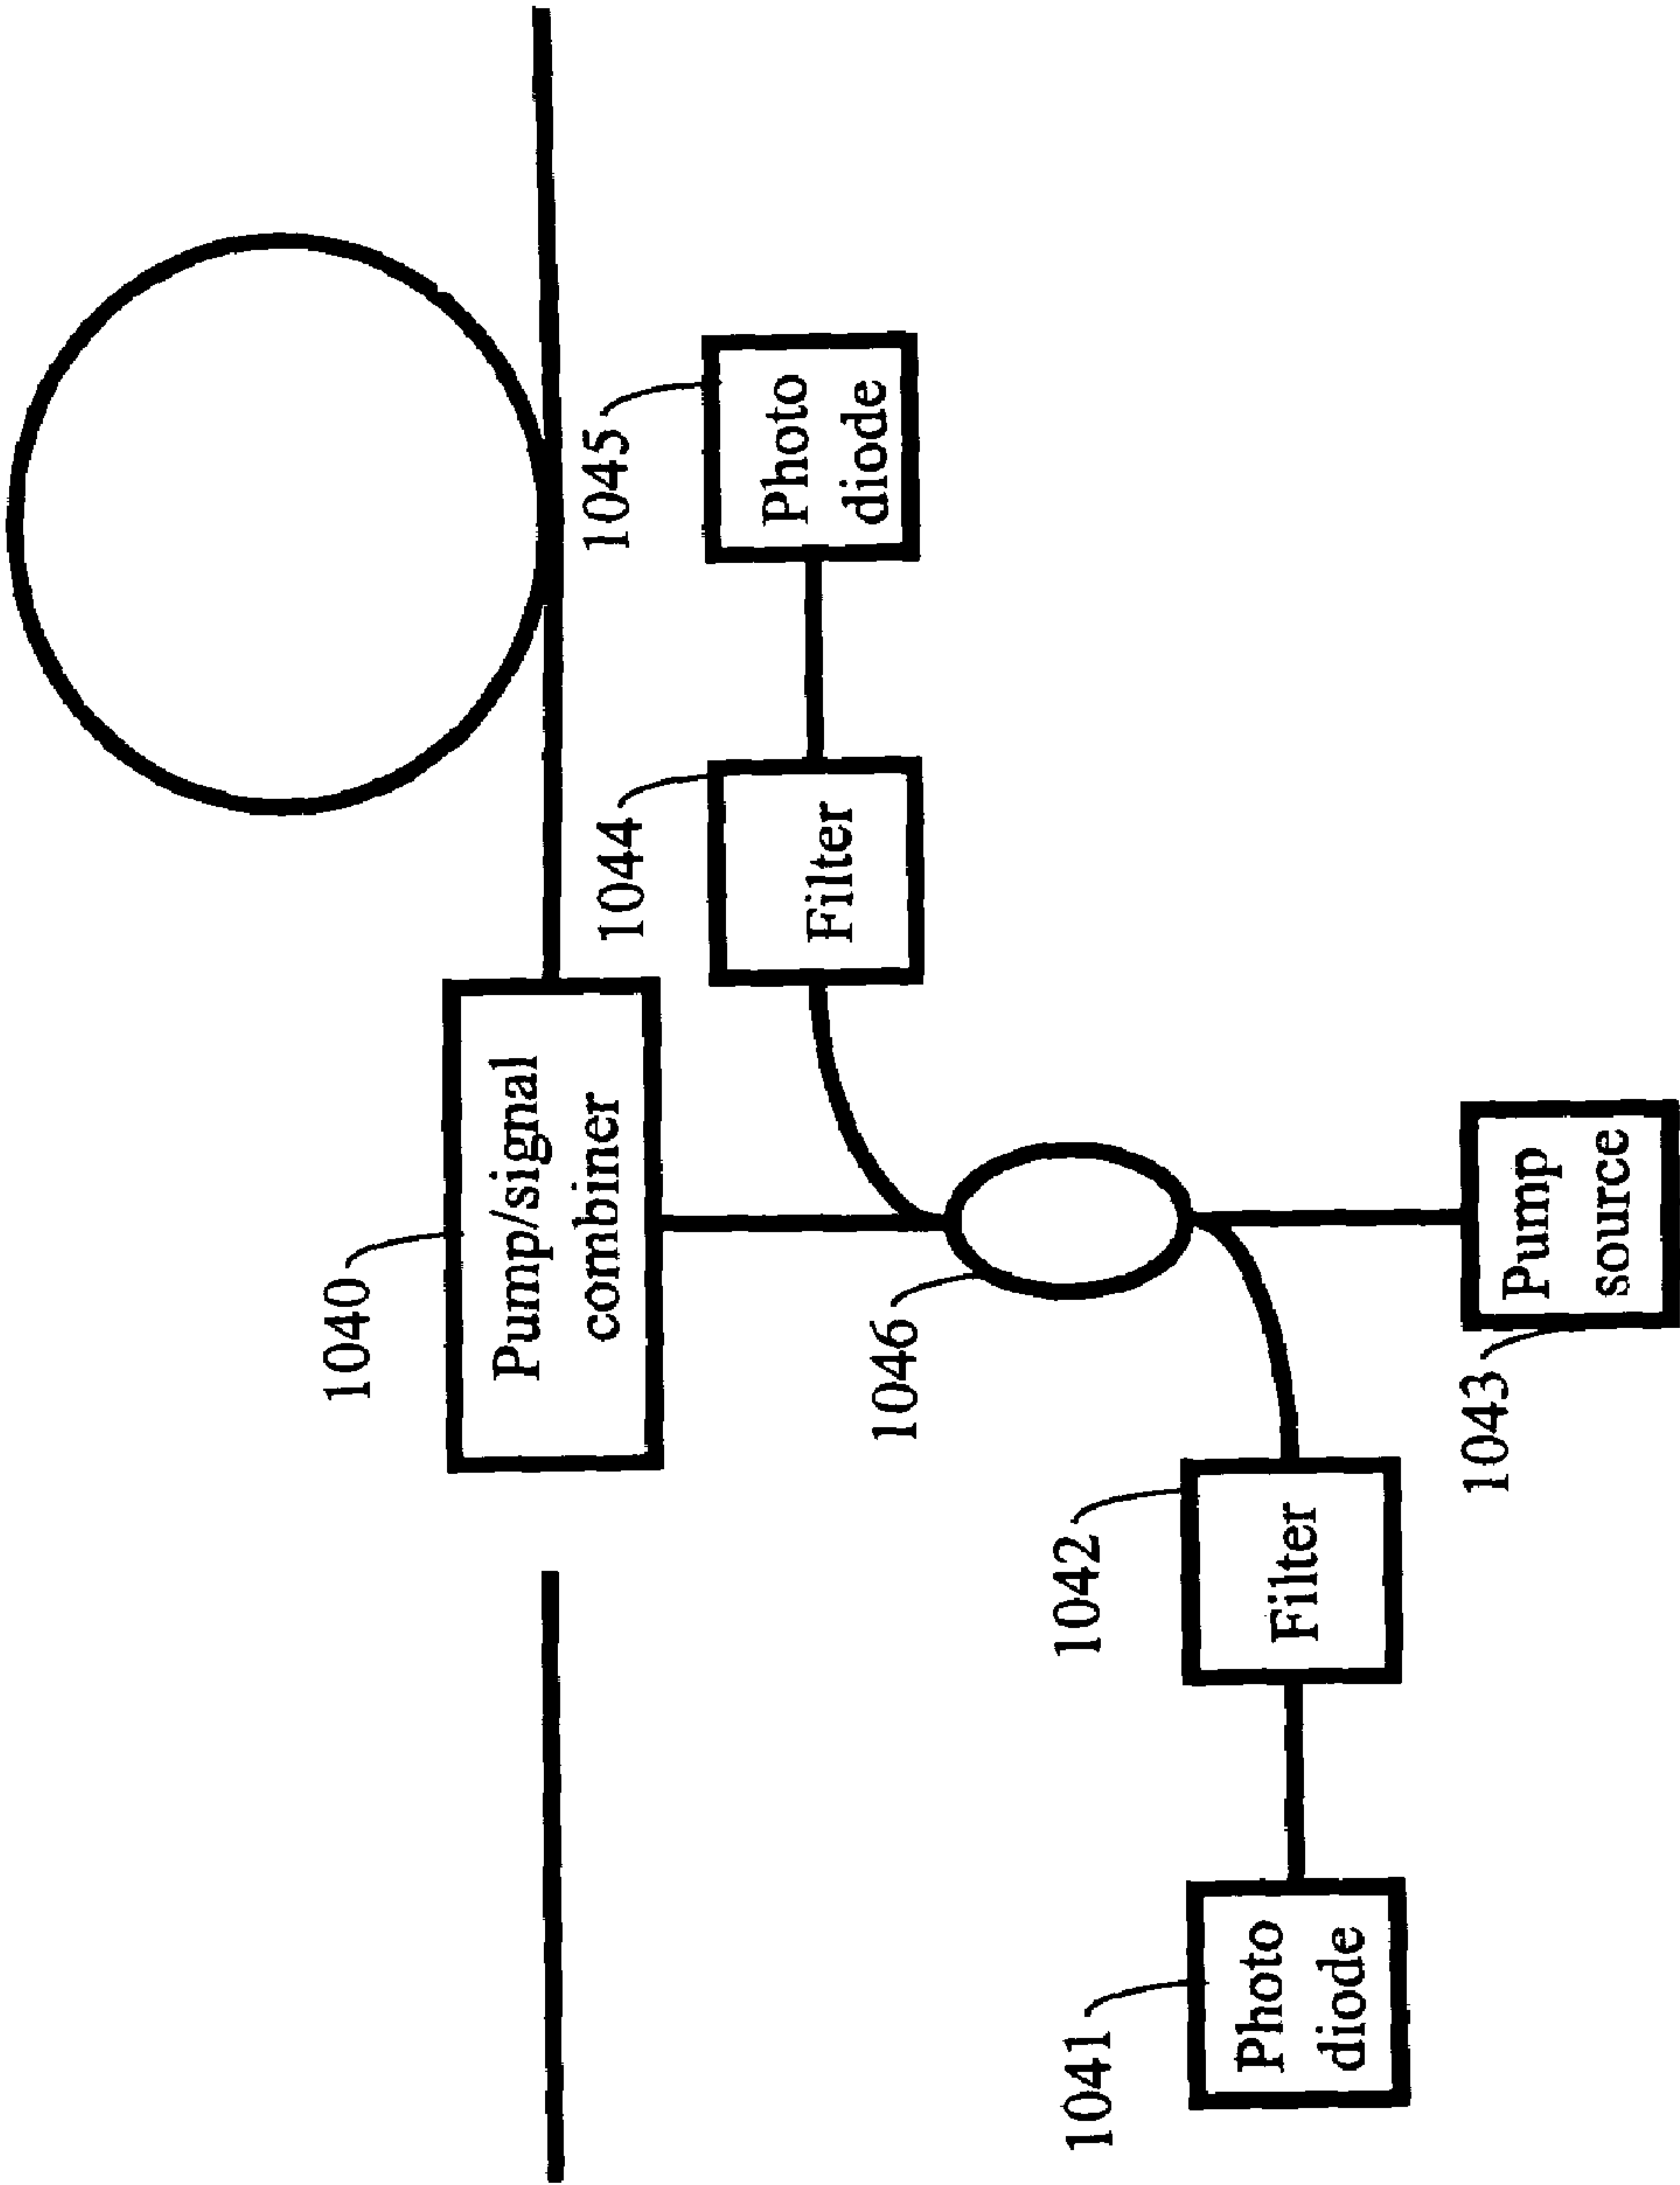 1040
Pump/signal
combiner
1045
Photo
diode
1044
Filter
1046
1042
Filter
1041
Photo
diode
1043
Pump
source